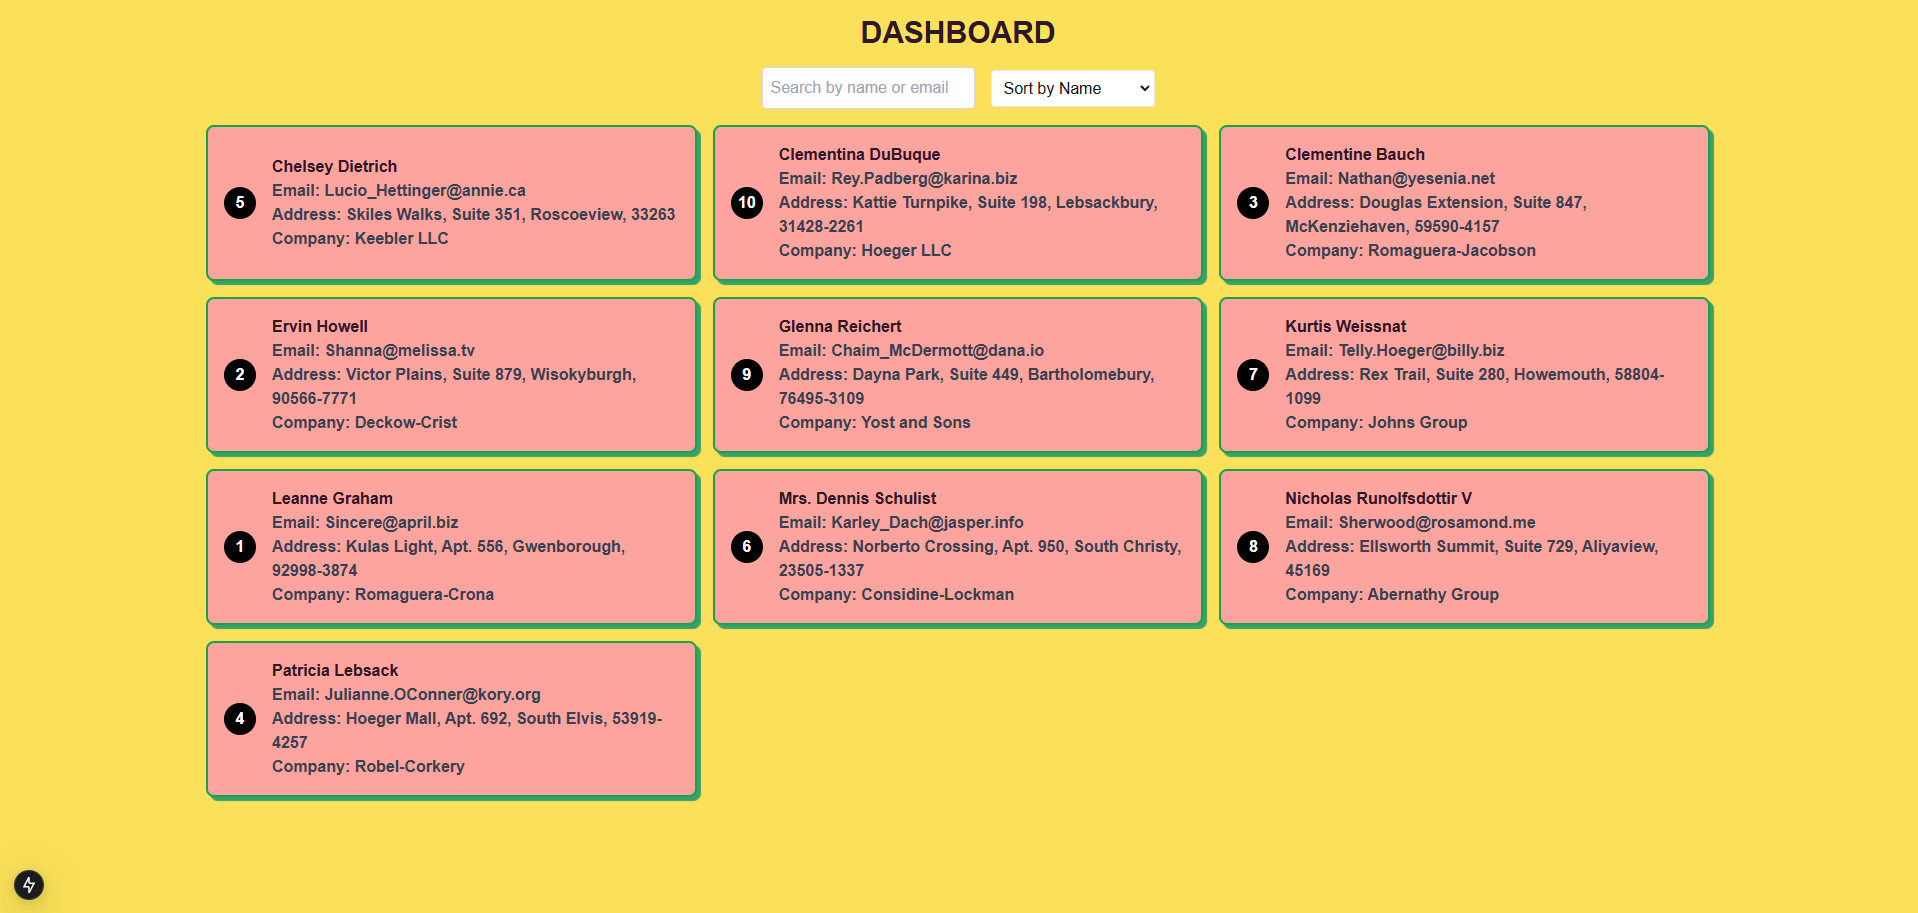 DASHBOARD
Search by name or email
Sort by Name
5
Chelsey Dietrich
Email: Lucio_Hettinger@annie.ca
Address: Skiles Walks, Suite 351, Roscoeview, 33263
Company: Keebler LLC
10
Clementina DuBuque
Email: Rey.Padberg@karina.biz
Address: Kattie Turnpike, Suite 198, Lebsackbury,
31428-2261
Company: Hoeger LLC
3
Clementine Bauch
Email: Nathan@yesenia.net
Address: Douglas Extension, Suite 847,
McKenziehaven, 59590-4157
Company: Romaguera-Jacobson
2
Ervin Howell
Email: Shanna@melissa.tv
Address: Victor Plains, Suite 879, Wisokyburgh,
90566-7771
Company: Deckow-Crist
9
Glenna Reichert
Email: Chaim_McDermott@dana.io
Address: Dayna Park, Suite 449, Bartholomebury,
76495-3109
Company: Yost and Sons
7
Kurtis Weissnat
Email: Telly.Hoeger@billy.biz
Address: Rex Trail, Suite 280, Howemouth, 58804-
1099
Company: Johns Group
1
Leanne Graham
Email: Sincere@april.biz
Address: Kulas Light, Apt. 556, Gwenborough,
92998-3874
Company: Romaguera-Crona
6
Mrs. Dennis Schulist
Email: Karley_Dach@jasper.info
Address: Norberto Crossing, Apt. 950, South Christy,
23505-1337
Company: Considine-Lockman
8
Nicholas Runolfsdottir V
Email: Sherwood@rosamond.me
Address: Ellsworth Summit, Suite 729, Aliyaview,
45169
Company: Abernathy Group
4
Patricia Lebsack
Email: Julianne.OConner@kory.org
Address: Hoeger Mall, Apt. 692, South Elvis, 53919-
4257
Company: Robel-Corkery